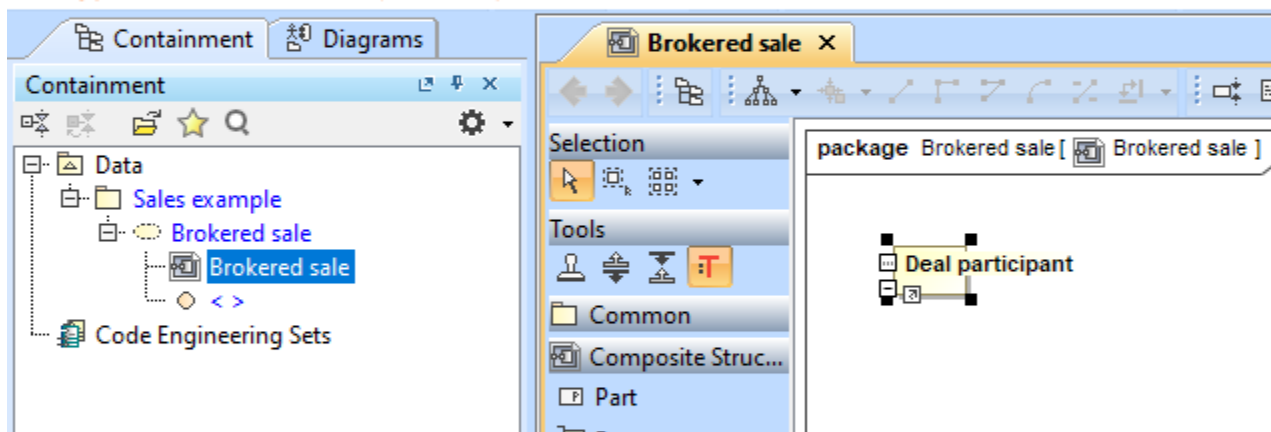 Containment
Diagrams
Containment
Data
Sales example
Brokered sale
Brokered sale
< >
Code Engineering Sets
Brokered sale
Selection
Tools
Common
Composite Struc...
Part
package Brokered sale [ Brokered sale ]
Deal participant